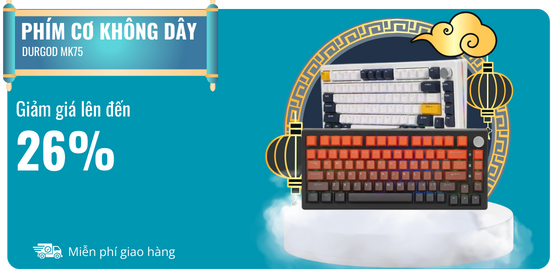 PHÍM CƠ KHÔNG DÂY
DURGOD MK75
Giảm giá lên đến
26%
Miễn phí giao hàng